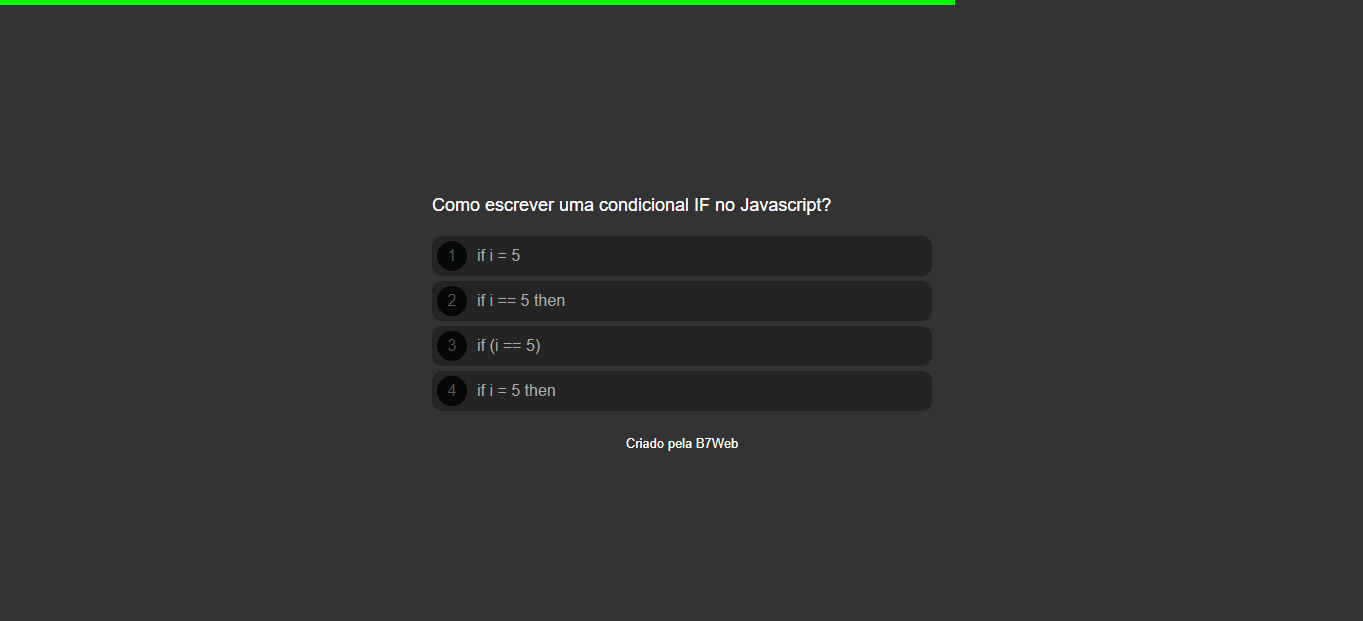 Como escrever uma condicional IF no Javascript?
1 if i = 5
2 if i == 5 then
3 if (i == 5)
4 if i = 5 then
Criado pela B7Web